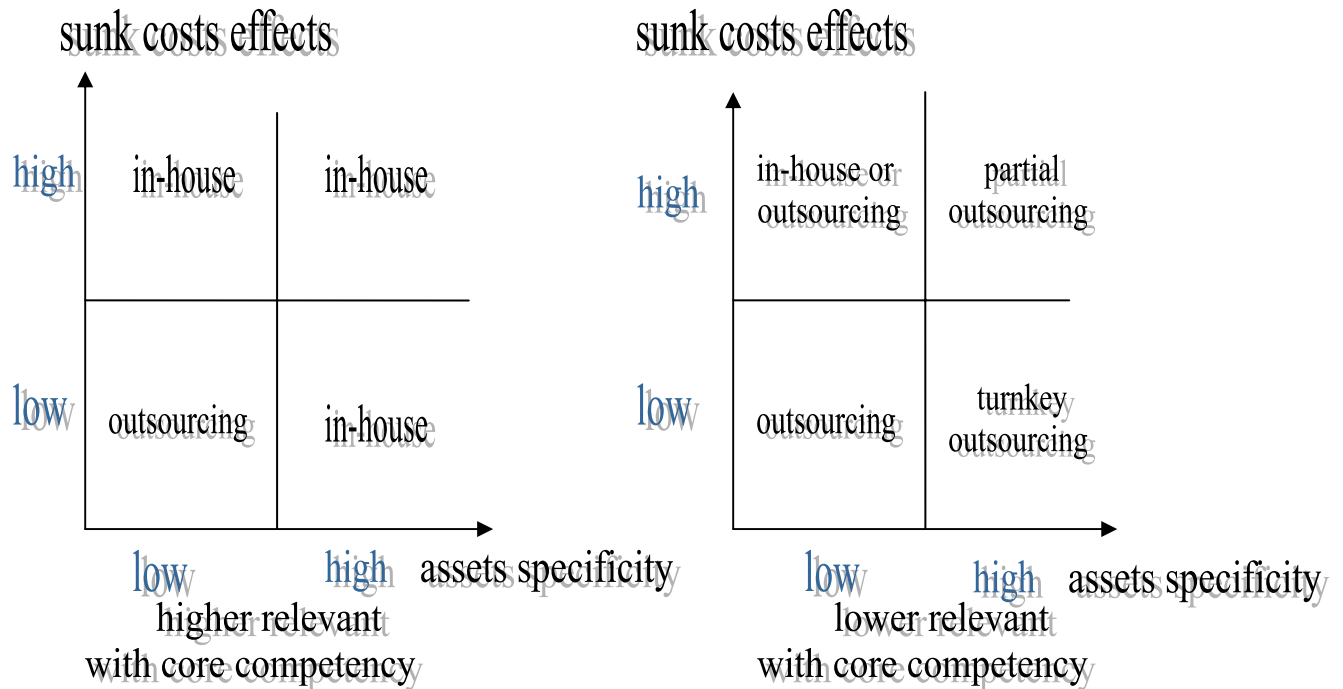 sunk costs effects
high
in-house
in-house
low
outsourcing
in-house
low
high
assets specificity
higher relevant
with core competency
sunk costs effects
high
in-house or
outsourcing
partial
outsourcing
low
outsourcing
turnkey
outsourcing
low
high
assets specificity
lower relevant
with core competency